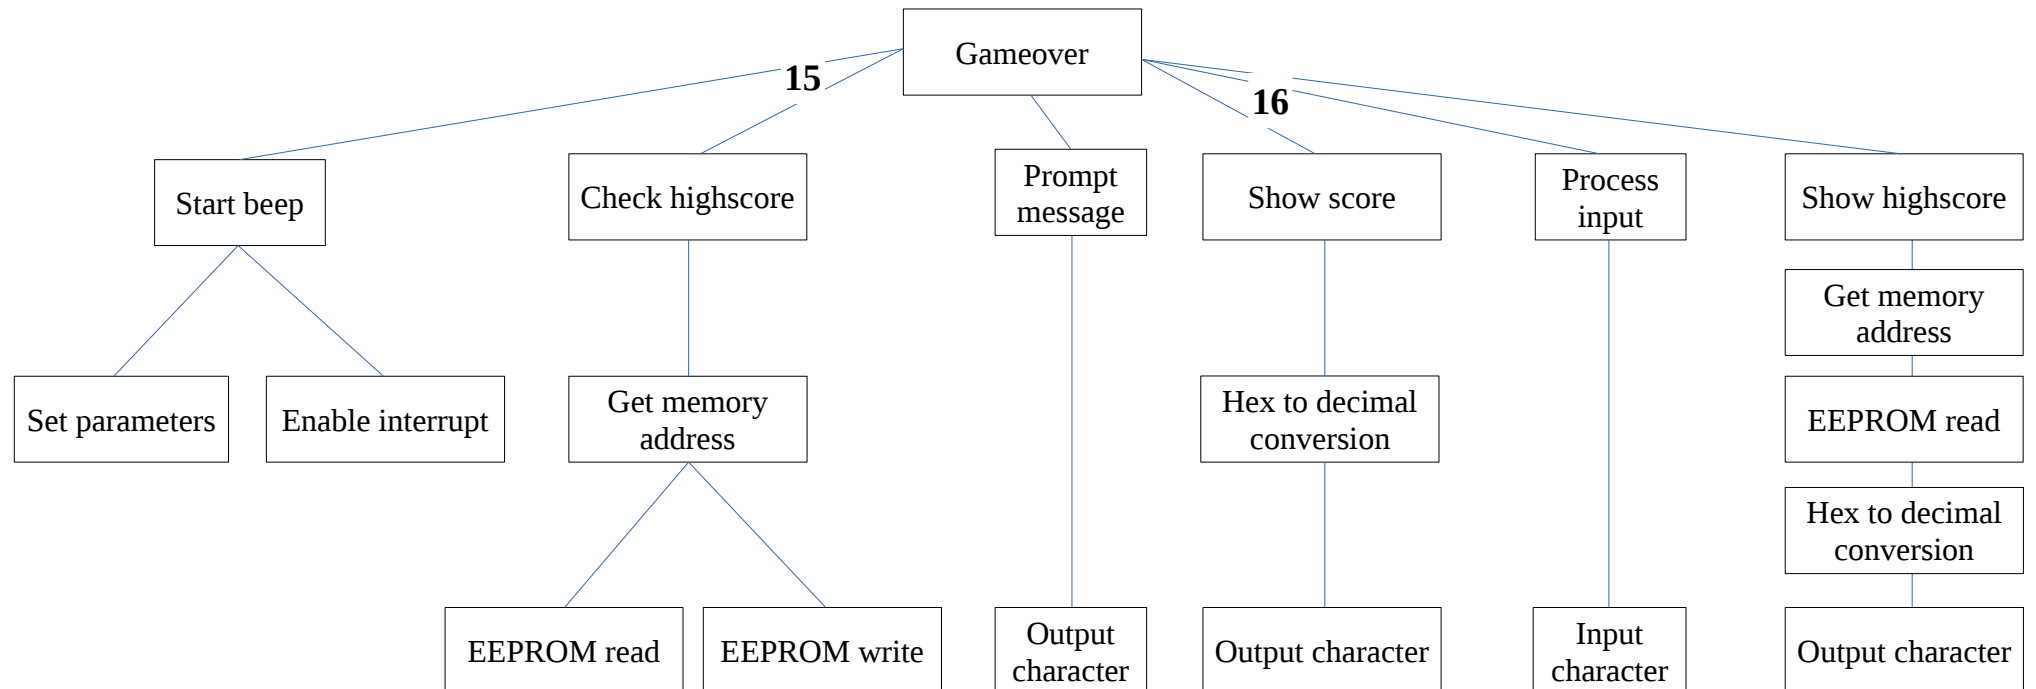 Gameover
15
16
Start beep
Check highscore
Prompt
message
Show score
Process
input
Show highscore
Get memory
address
Set parameters
Enable interrupt
Get memory
address
Hex to decimal
conversion
EEPROM read
Hex to decimal
conversion
EEPROM read
EEPROM write
Output
character
Output character
Input
character
Output character